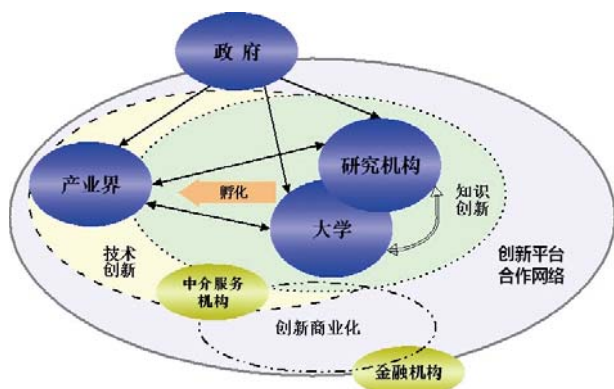 政府
研究机构
产业界
孵化
知识
创新
大学
技术
创新
创新平台
合作网络
中介服务
机构
创新商业化
金融机构